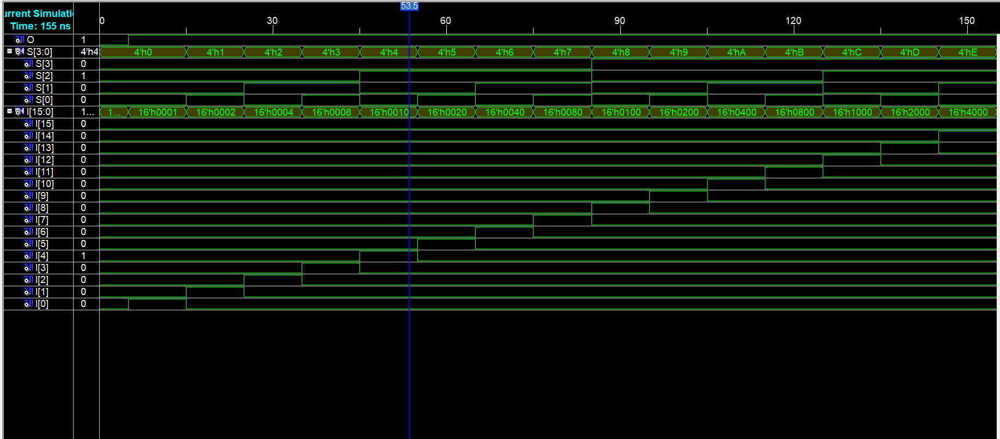 53.5
urrent Simulati
Time: 155 ns
0 30 60 90 120 150
O 1
S[3:0] 4'h4 4'h0 4'h1 4'h2 4'h3 4'h4 4'h5 4'h6 4'h7 4'h8 4'h9 4'hA 4'hB 4'hC 4'hD 4'hE
S[3] 0
S[2] 1
S[1] 0
S[0] 0
I[15:0] 1... 1... 16'h0001 16'h0002 16'h0004 16'h0008 16'h0010 16'h0020 16'h0040 16'h0080 16'h0100 16'h0200 16'h0400 16'h0800 16'h1000 16'h2000 16'h4000
I[15] 0
I[14] 0
I[13] 0
I[12] 0
I[11] 0
I[10] 0
I[9] 0
I[8] 0
I[7] 0
I[6] 0
I[5] 0
I[4] 1
I[3] 0
I[2] 0
I[1] 0
I[0] 0